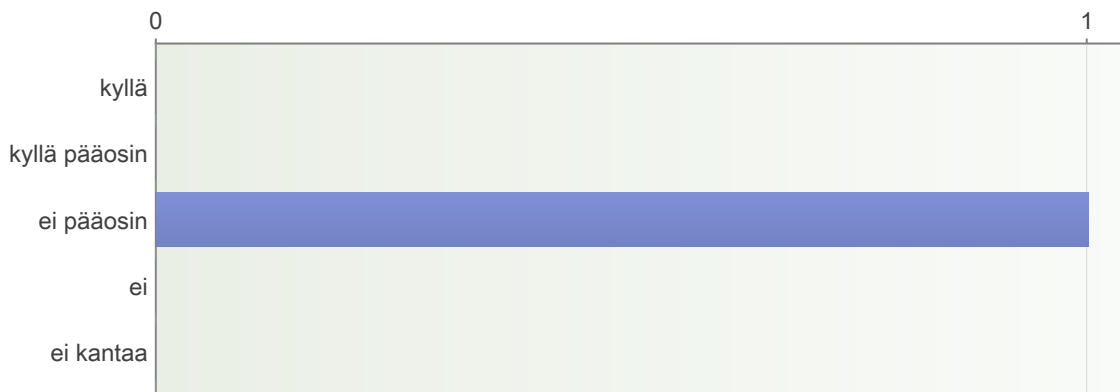 0 1
kyllä
kyllä pääosin
ei pääosin
ei
ei kantaa